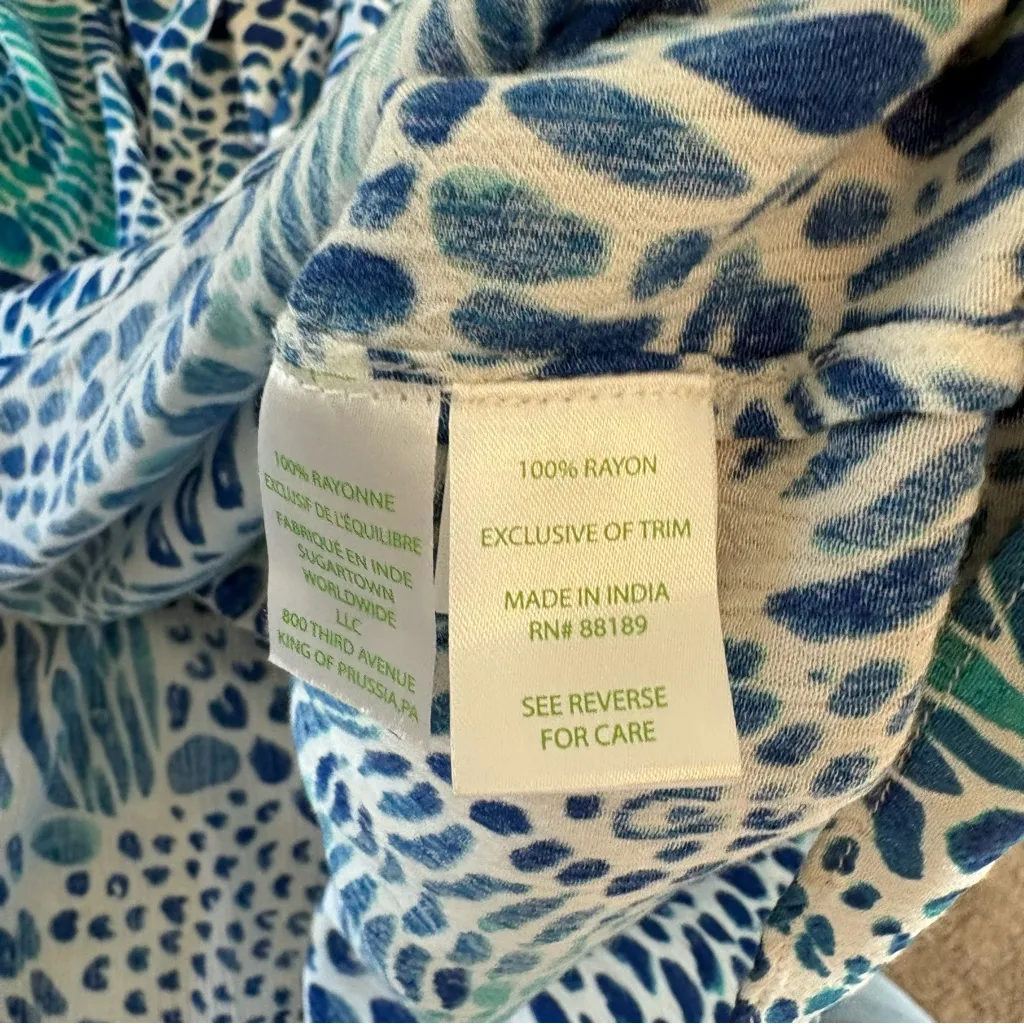 100% RAYONNE
EXCLUSIF DE L'ÉQUILIBRE
FABRIQUÉ EN INDE
SUGARTOWN
WORLDWIDE
LLC
800 THIRD AVENUE
KING OF PRUSSIA,PA
100% RAYON
EXCLUSIVE OF TRIM
MADE IN INDIA
RN# 88189
SEE REVERSE
FOR CARE